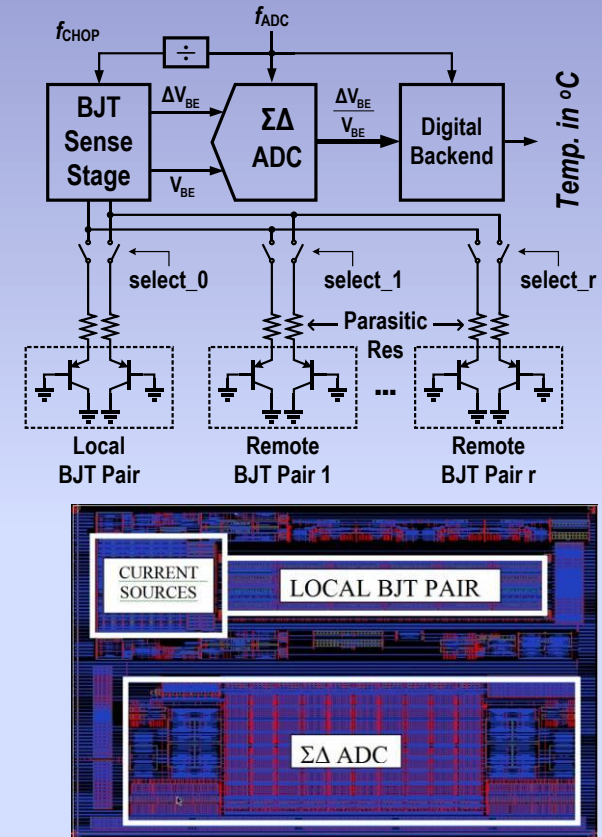 fCHOP
fADC
÷
BJT
Sense
Stage
ΔVBE
VBE
ΣΔ
ADC
ΔVBE
VBE
Digital
Backend
Temp. in ºC
select_0
select_1
select_r
Parasitic
Res
...
Local
BJT Pair
Remote
BJT Pair 1
Remote
BJT Pair r
CURRENT
SOURCES
LOCAL BJT PAIR
ΣΔ ADC